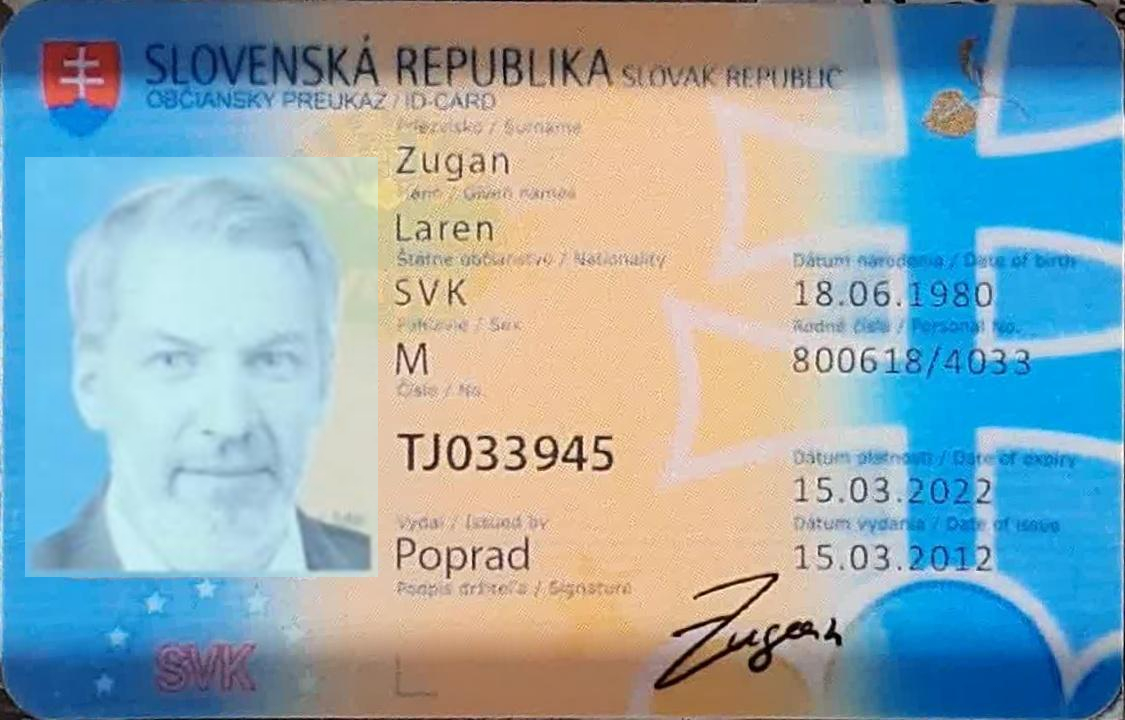 SLOVENSKÁ REPUBLIKA SLOVAK REPUBLIC
OBČIANSKY PREUKAZ / ID-CARD
Priezvisko / Surname
Zugan
Meno / Given names
Laren
Štátne občianstvo / Nationality
SVK
Dátum narodenia / Date of birth
18.06.1980
Pohlavie / Sex
M
Rodné číslo / Personal No.
800618/4033
Číslo / No.
TJ033945
Dátum platnosti / Date of expiry
15.03.2022
Vydal / Issued by
Poprad
Dátum vydania / Date of issue
15.03.2012
Podpis držiteľa / Signature
Zugan
SVK